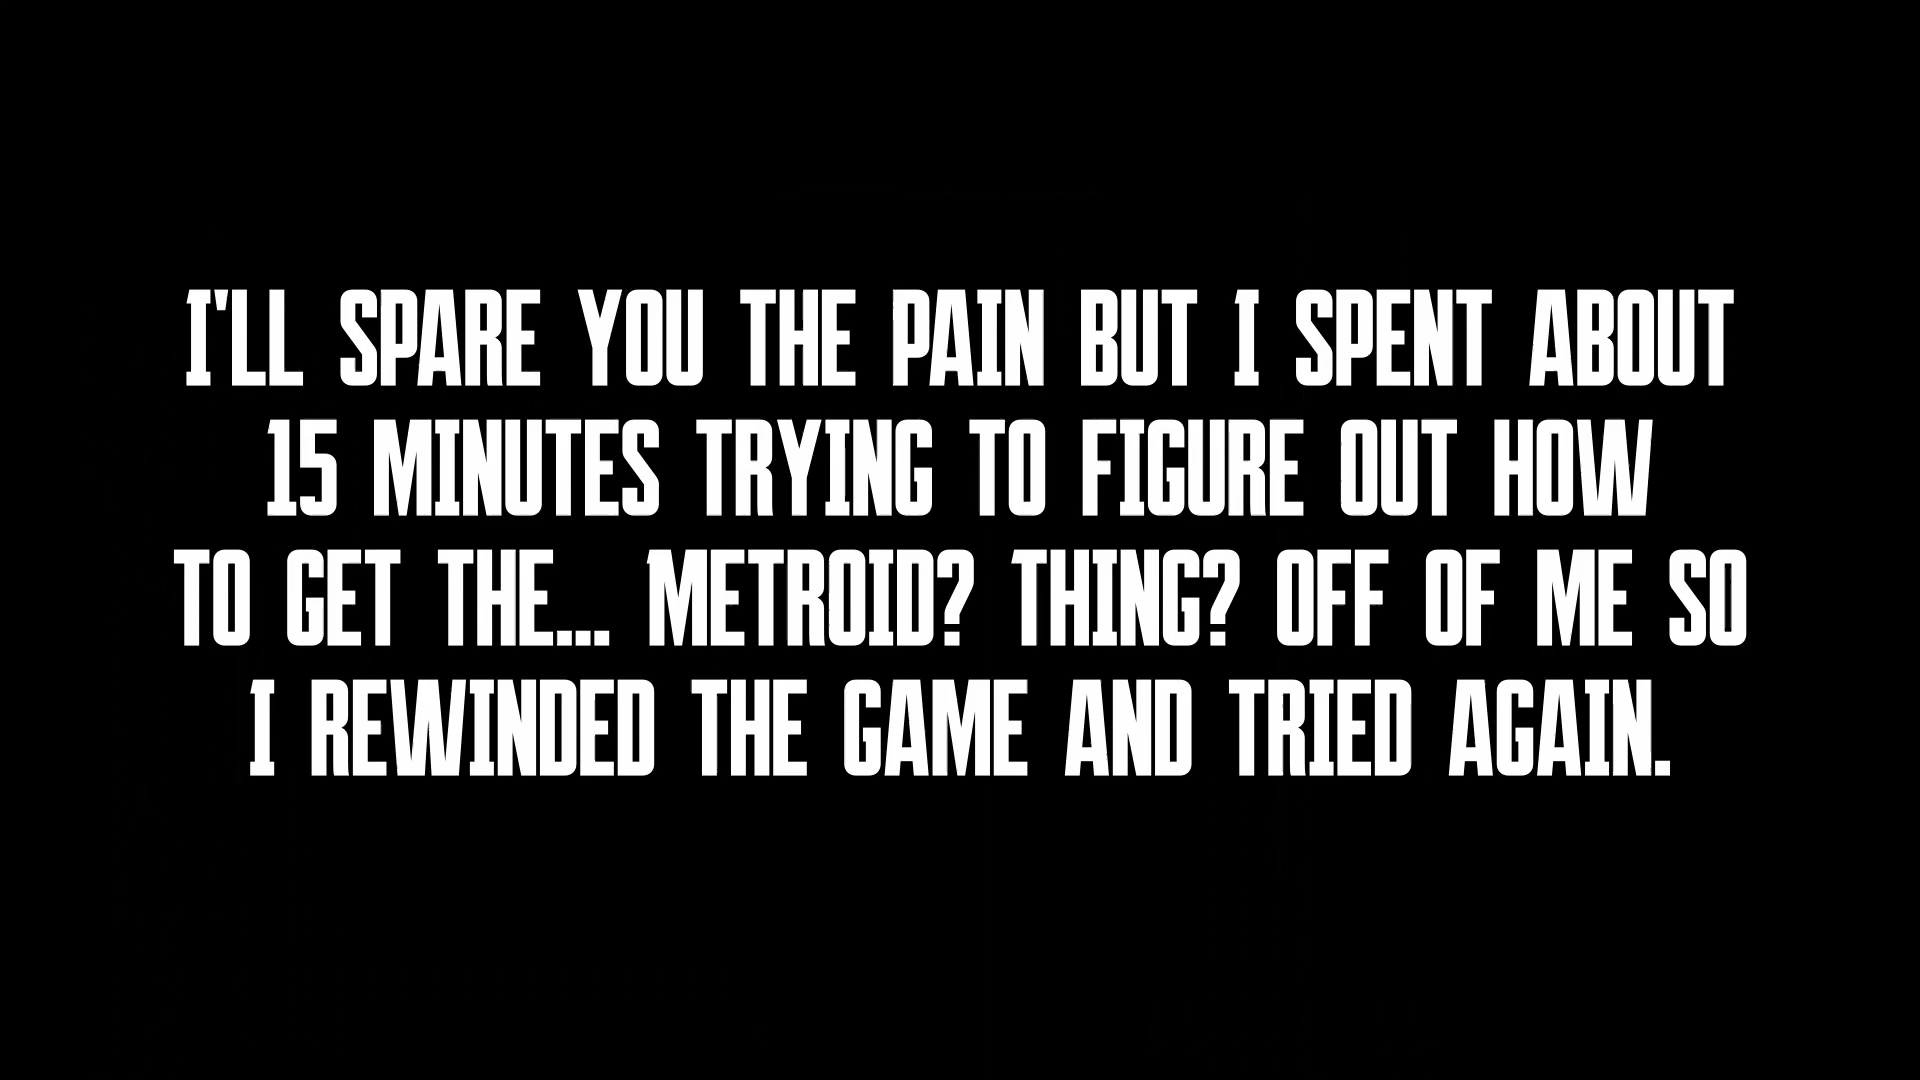 I'LL SPARE YOU THE PAIN BUT I SPENT ABOUT
15 MINUTES TRYING TO FIGURE OUT HOW
TO GET THE... METROID? THING? OFF OF ME SO
I REWINDED THE GAME AND TRIED AGAIN.